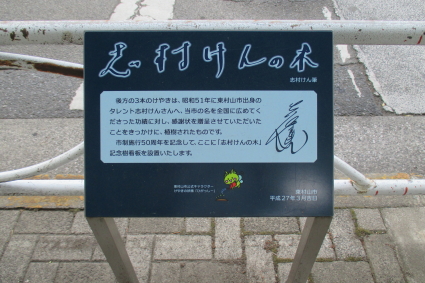 志村けんの木
志村けん筆
後方の3本のけやきは、昭和51年に東村山市出身の
タレント志村けんさんへ、当市の名を全国に広めてく
ださった功績に対し、感謝状を贈呈させていただいた
ことをきっかけに、植樹されたものです。
市制施行50周年を記念して、ここに「志村けんの木」
記念樹看板を設置いたします。
東村山市
平成27年3月吉日